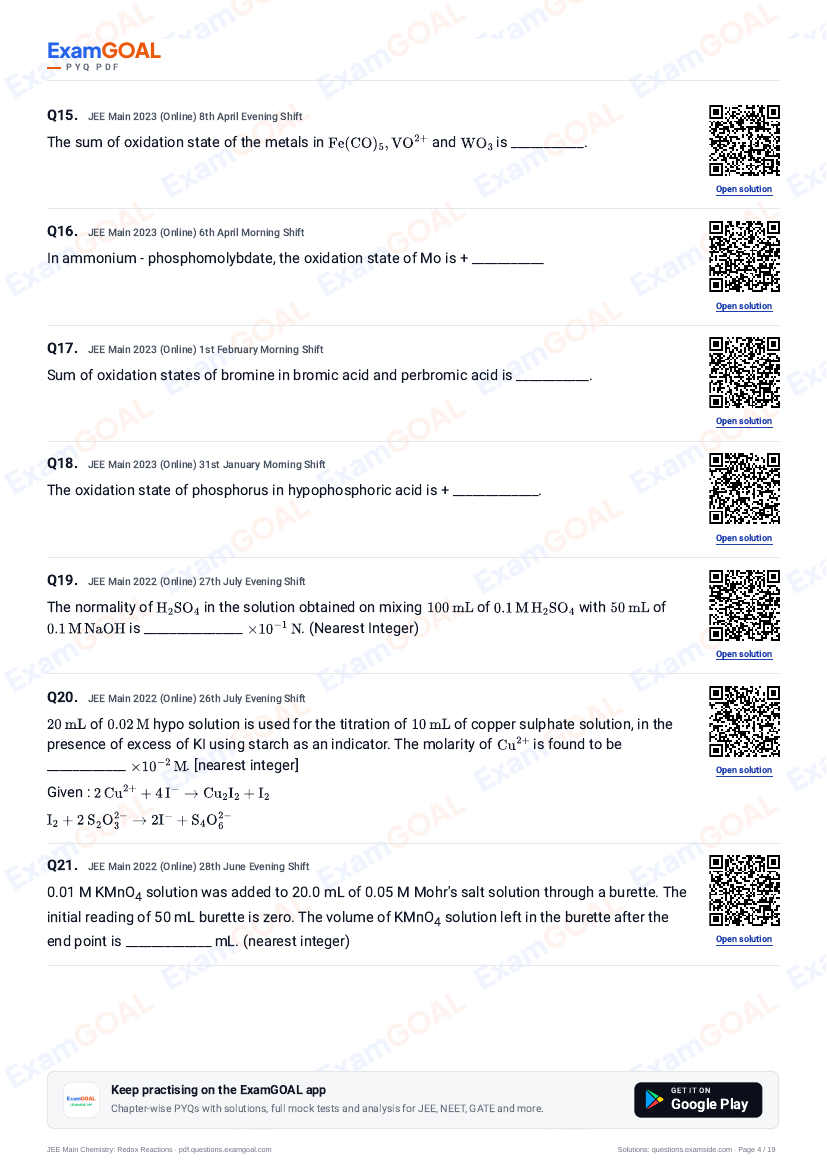 ExamGOAL
PYQ PDF
Q15. JEE Main 2023 (Online) 8th April Evening Shift
The sum of oxidation state of the metals in Fe(CO)₅, VO²⁺ and WO₃ is __________.
Open solution
Q16. JEE Main 2023 (Online) 6th April Morning Shift
In ammonium - phosphomolybdate, the oxidation state of Mo is + __________
Open solution
Q17. JEE Main 2023 (Online) 1st February Morning Shift
Sum of oxidation states of bromine in bromic acid and perbromic acid is __________.
Open solution
Q18. JEE Main 2023 (Online) 31st January Morning Shift
The oxidation state of phosphorus in hypophosphoric acid is + ____________.
Open solution
Q19. JEE Main 2022 (Online) 27th July Evening Shift
The normality of H₂SO₄ in the solution obtained on mixing 100 mL of 0.1 M H₂SO₄ with 50 mL of
0.1 M NaOH is ______________ ×10⁻¹ N. (Nearest Integer)
Open solution
Q20. JEE Main 2022 (Online) 26th July Evening Shift
20 mL of 0.02 M hypo solution is used for the titration of 10 mL of copper sulphate solution, in the
presence of excess of KI using starch as an indicator. The molarity of Cu²⁺ is found to be
___________ ×10⁻² M. [nearest integer]
Open solution
Given : 2 Cu²⁺ + 4 I⁻ → Cu₂I₂ + I₂
I₂ + 2 S₂O₃²⁻ → 2I⁻ + S₄O₆²⁻
Q21. JEE Main 2022 (Online) 28th June Evening Shift
0.01 M KMnO₄ solution was added to 20.0 mL of 0.05 M Mohr's salt solution through a burette. The
initial reading of 50 mL burette is zero. The volume of KMnO₄ solution left in the burette after the
end point is ____________ mL. (nearest integer)
Open solution
Keep practising on the ExamGOAL app
Chapter-wise PYQs with solutions, full mock tests and analysis for JEE, NEET, GATE and more.
ExamGOAL
GET IT ON
Google Play
JEE Main Chemistry: Redox Reactions · pdf.questions.examgoal.com
Solutions: questions.examside.com · Page 4 / 19